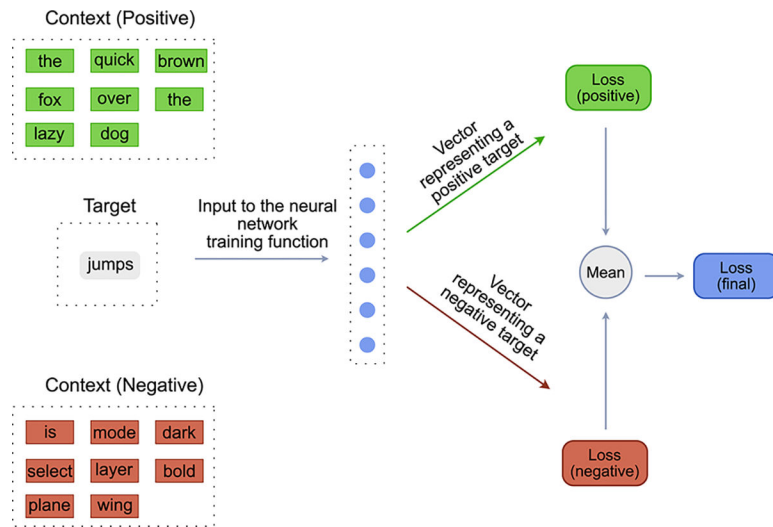 Context (Positive)
the quick brown
fox over the
lazy dog
Target
jumps
Input to the neural
network
training function
Context (Negative)
is mode dark
select layer bold
plane wing
Vector
representing a
positive target
Vector
representing a
negative target
Loss
(positive)
Mean
Loss
(final)
Loss
(negative)